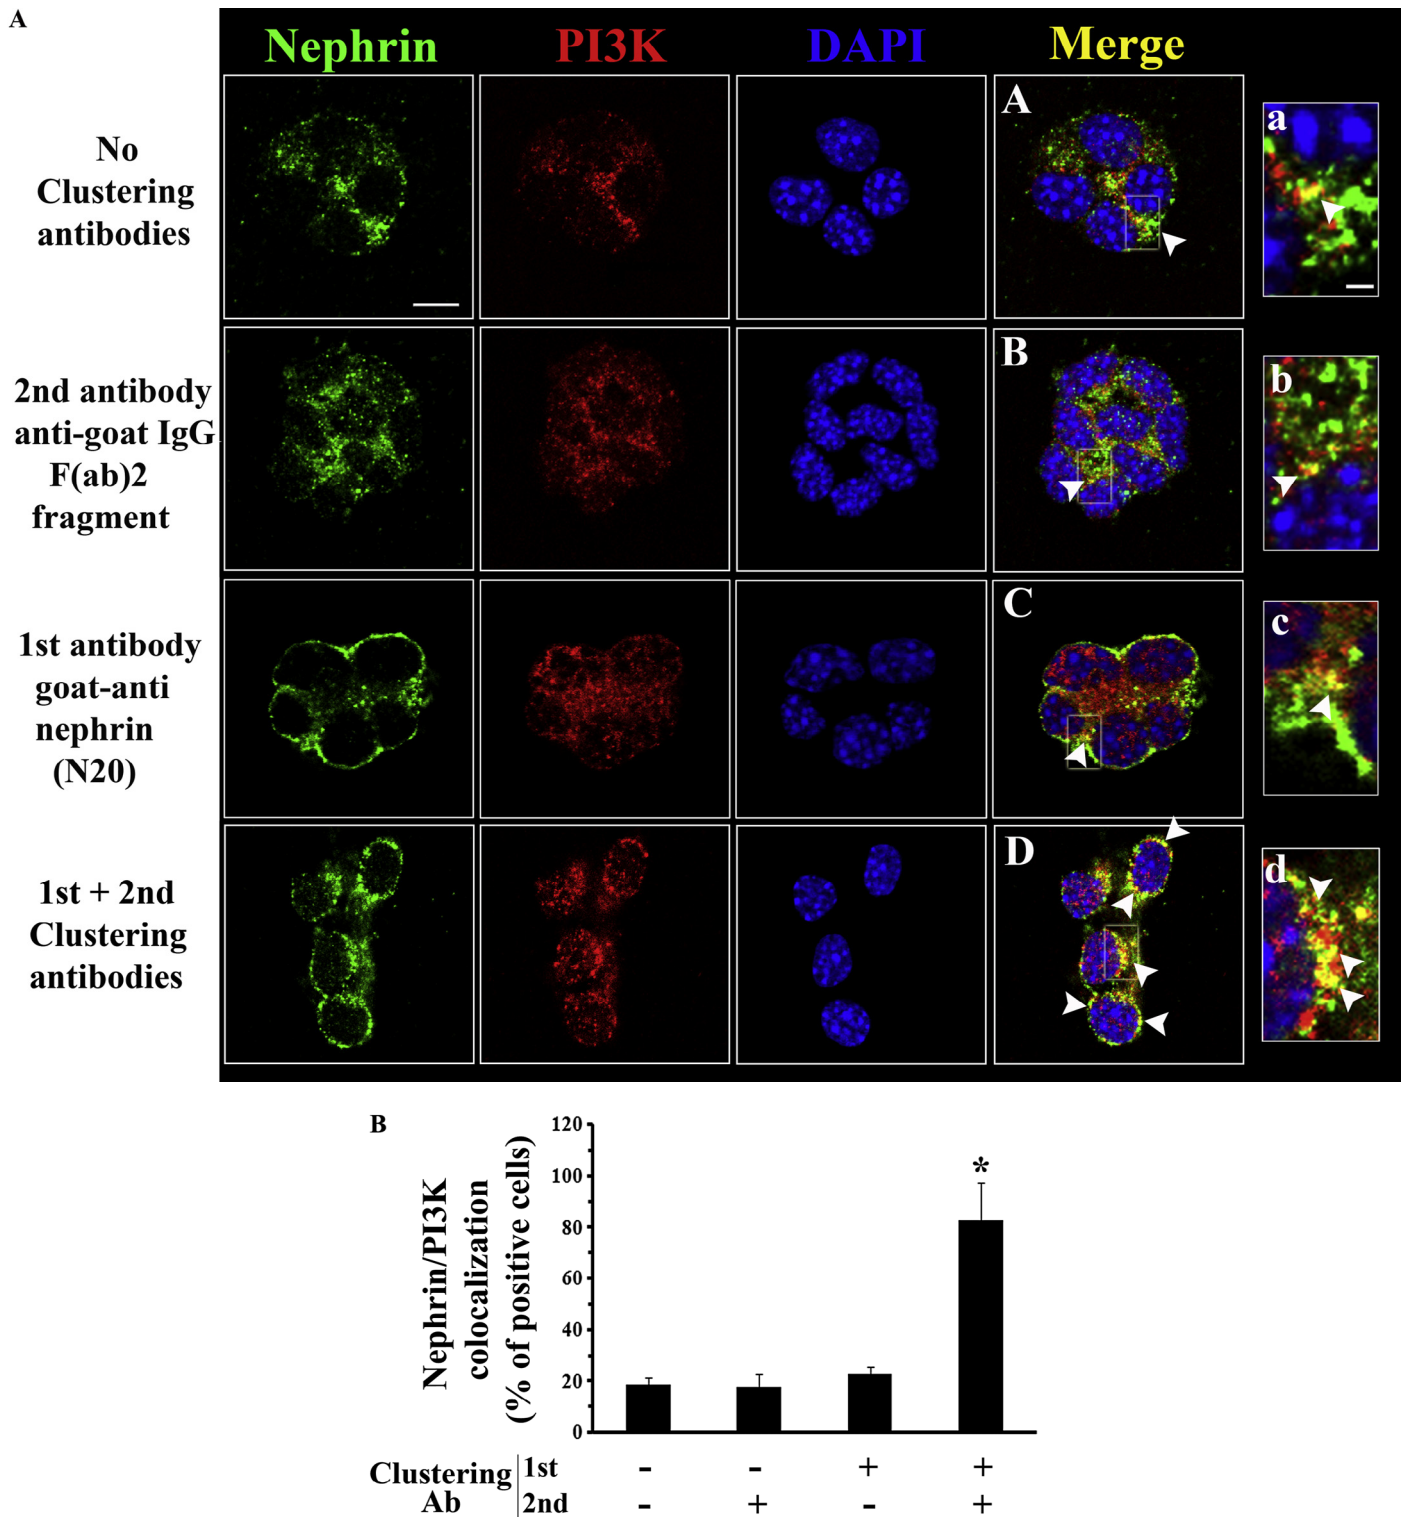 A
Nephrin PI3K DAPI Merge
No
Clustering
antibodies
A
a
2nd antibody
anti-goat IgG
F(ab)2
fragment
B
b
1st antibody
goat-anti
nephrin
(N20)
C
c
1st + 2nd
Clustering
antibodies
D
d
B
Nephrin/PI3K
colocalization
(% of positive cells)
120
100
80
60
40
20
0
*
Clustering 1st - - + +
Ab 2nd - + - +